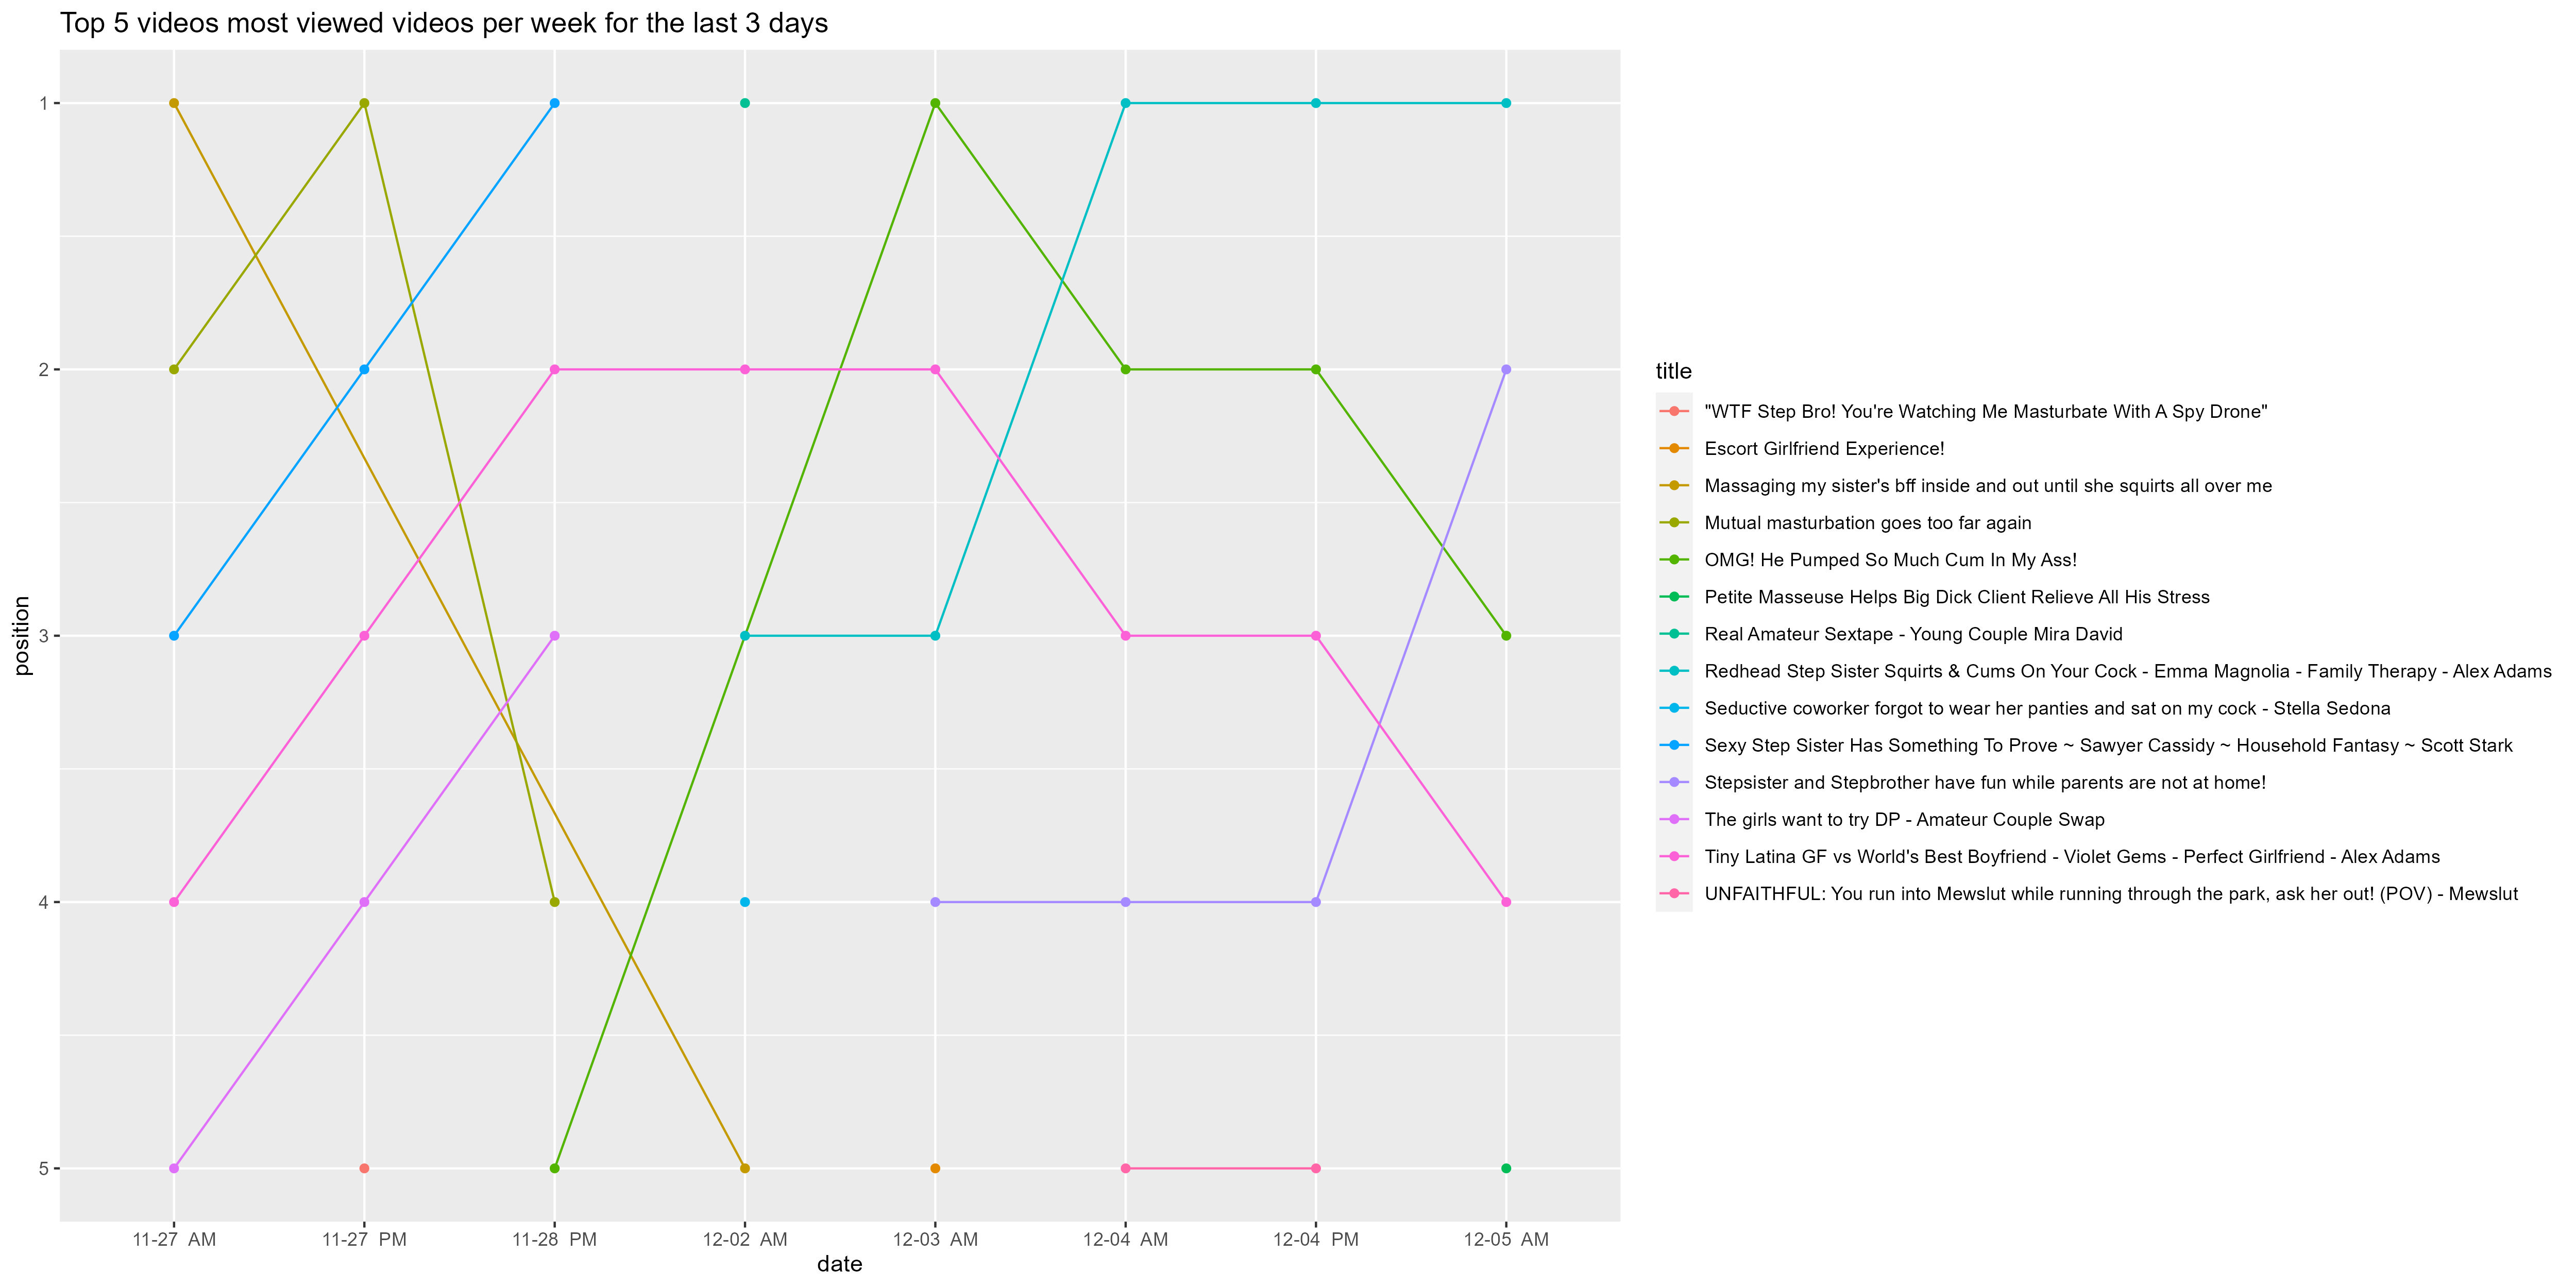 Top 5 videos most viewed videos per week for the last 3 days
1
2
3
4
5
position
11-27 AM
11-27 PM
11-28 PM
12-02 AM
12-03 AM
12-04 AM
12-04 PM
12-05 AM
date
title
"WTF Step Bro! You're Watching Me Masturbate With A Spy Drone"
Escort Girlfriend Experience!
Massaging my sister's bff inside and out until she squirts all over me
Mutual masturbation goes too far again
OMG! He Pumped So Much Cum In My Ass!
Petite Masseuse Helps Big Dick Client Relieve All His Stress
Real Amateur Sextape - Young Couple Mira David
Redhead Step Sister Squirts & Cums On Your Cock - Emma Magnolia - Family Therapy - Alex Adams
Seductive coworker forgot to wear her panties and sat on my cock - Stella Sedona
Sexy Step Sister Has Something To Prove ~ Sawyer Cassidy ~ Household Fantasy ~ Scott Stark
Stepsister and Stepbrother have fun while parents are not at home!
The girls want to try DP - Amateur Couple Swap
Tiny Latina GF vs World's Best Boyfriend - Violet Gems - Perfect Girlfriend - Alex Adams
UNFAITHFUL: You run into Mewslut while running through the park, ask her out! (POV) - Mewslut